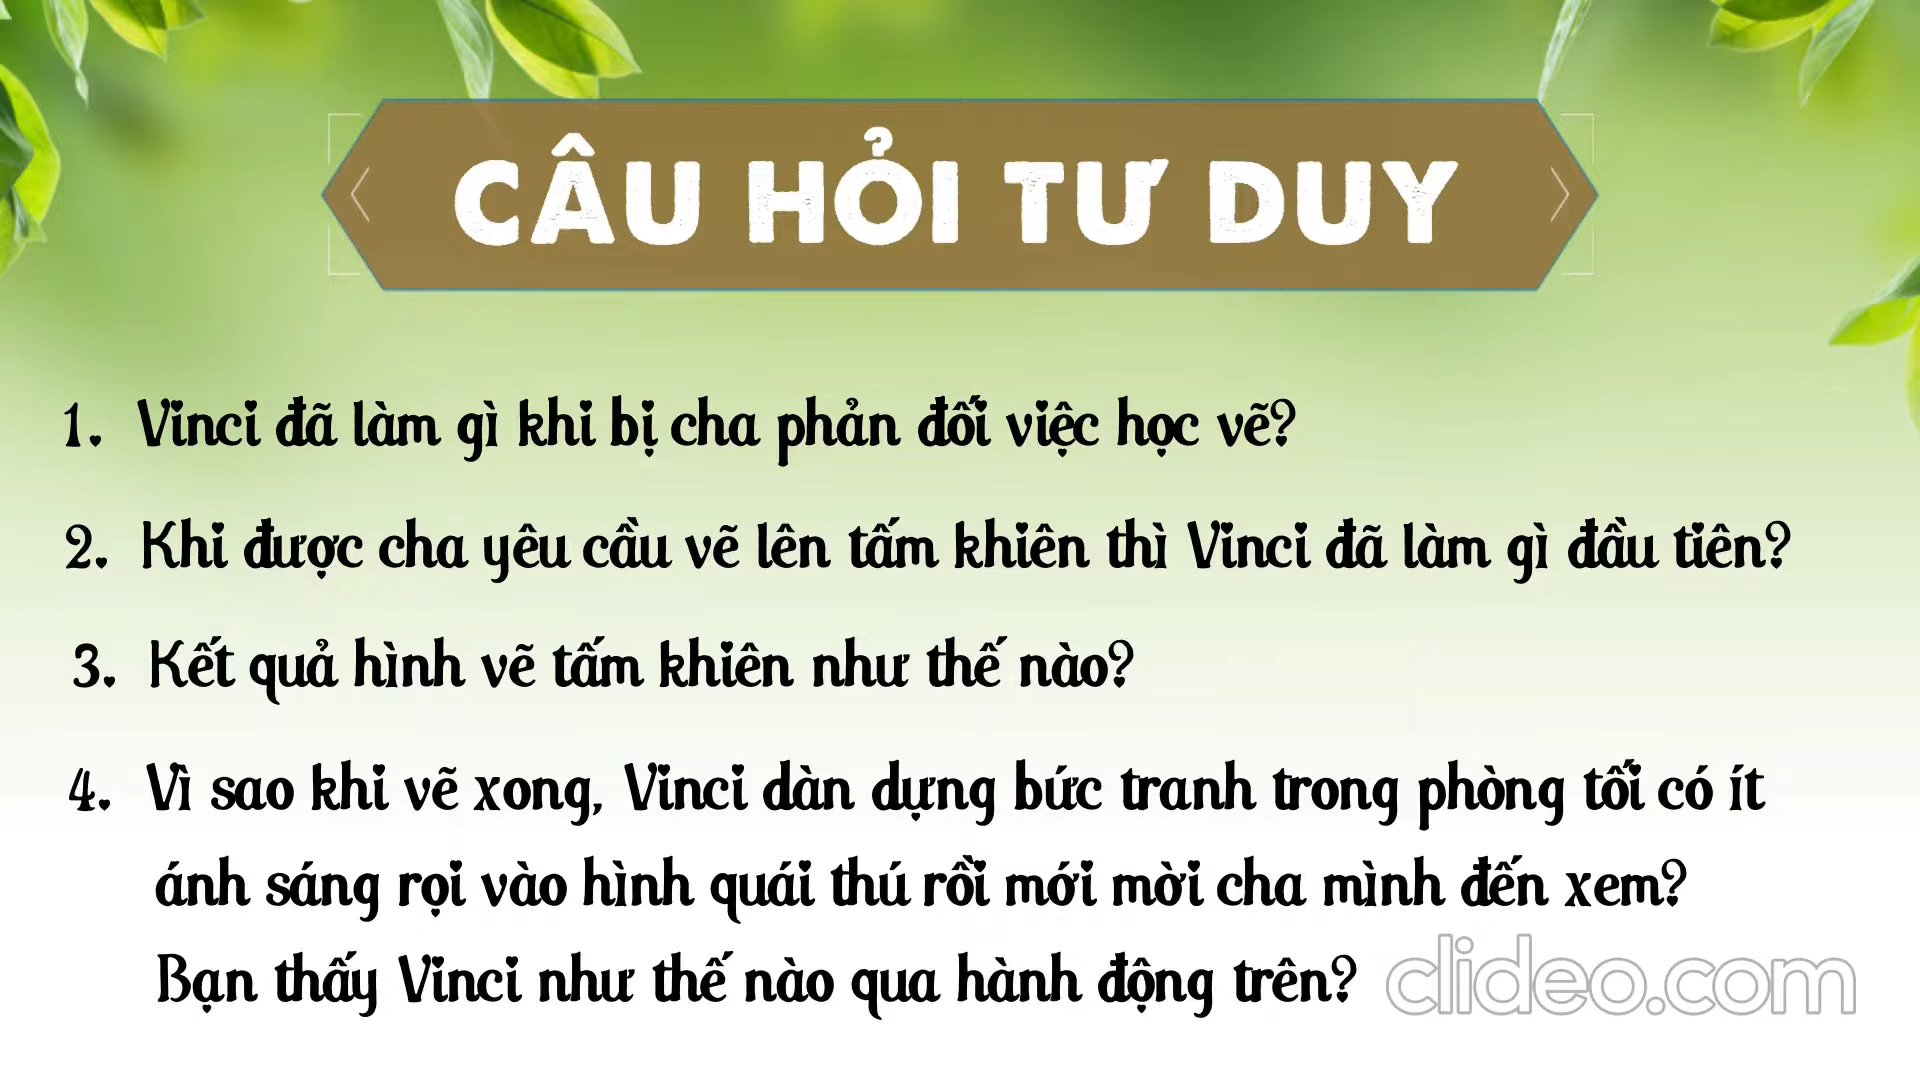 CÂU HỎI TƯ DUY
1. Vinci đã làm gì khi bị cha phản đối việc học vẽ?
2. Khi được cha yêu cầu vẽ lên tấm khiên thì Vinci đã làm gì đầu tiên?
3. Kết quả hình vẽ tấm khiên như thế nào?
4. Vì sao khi vẽ xong, Vinci dàn dựng bức tranh trong phòng tối có ít
ánh sáng rọi vào hình quái thú rồi mới mời cha mình đến xem?
Bạn thấy Vinci như thế nào qua hành động trên?
clideo.com